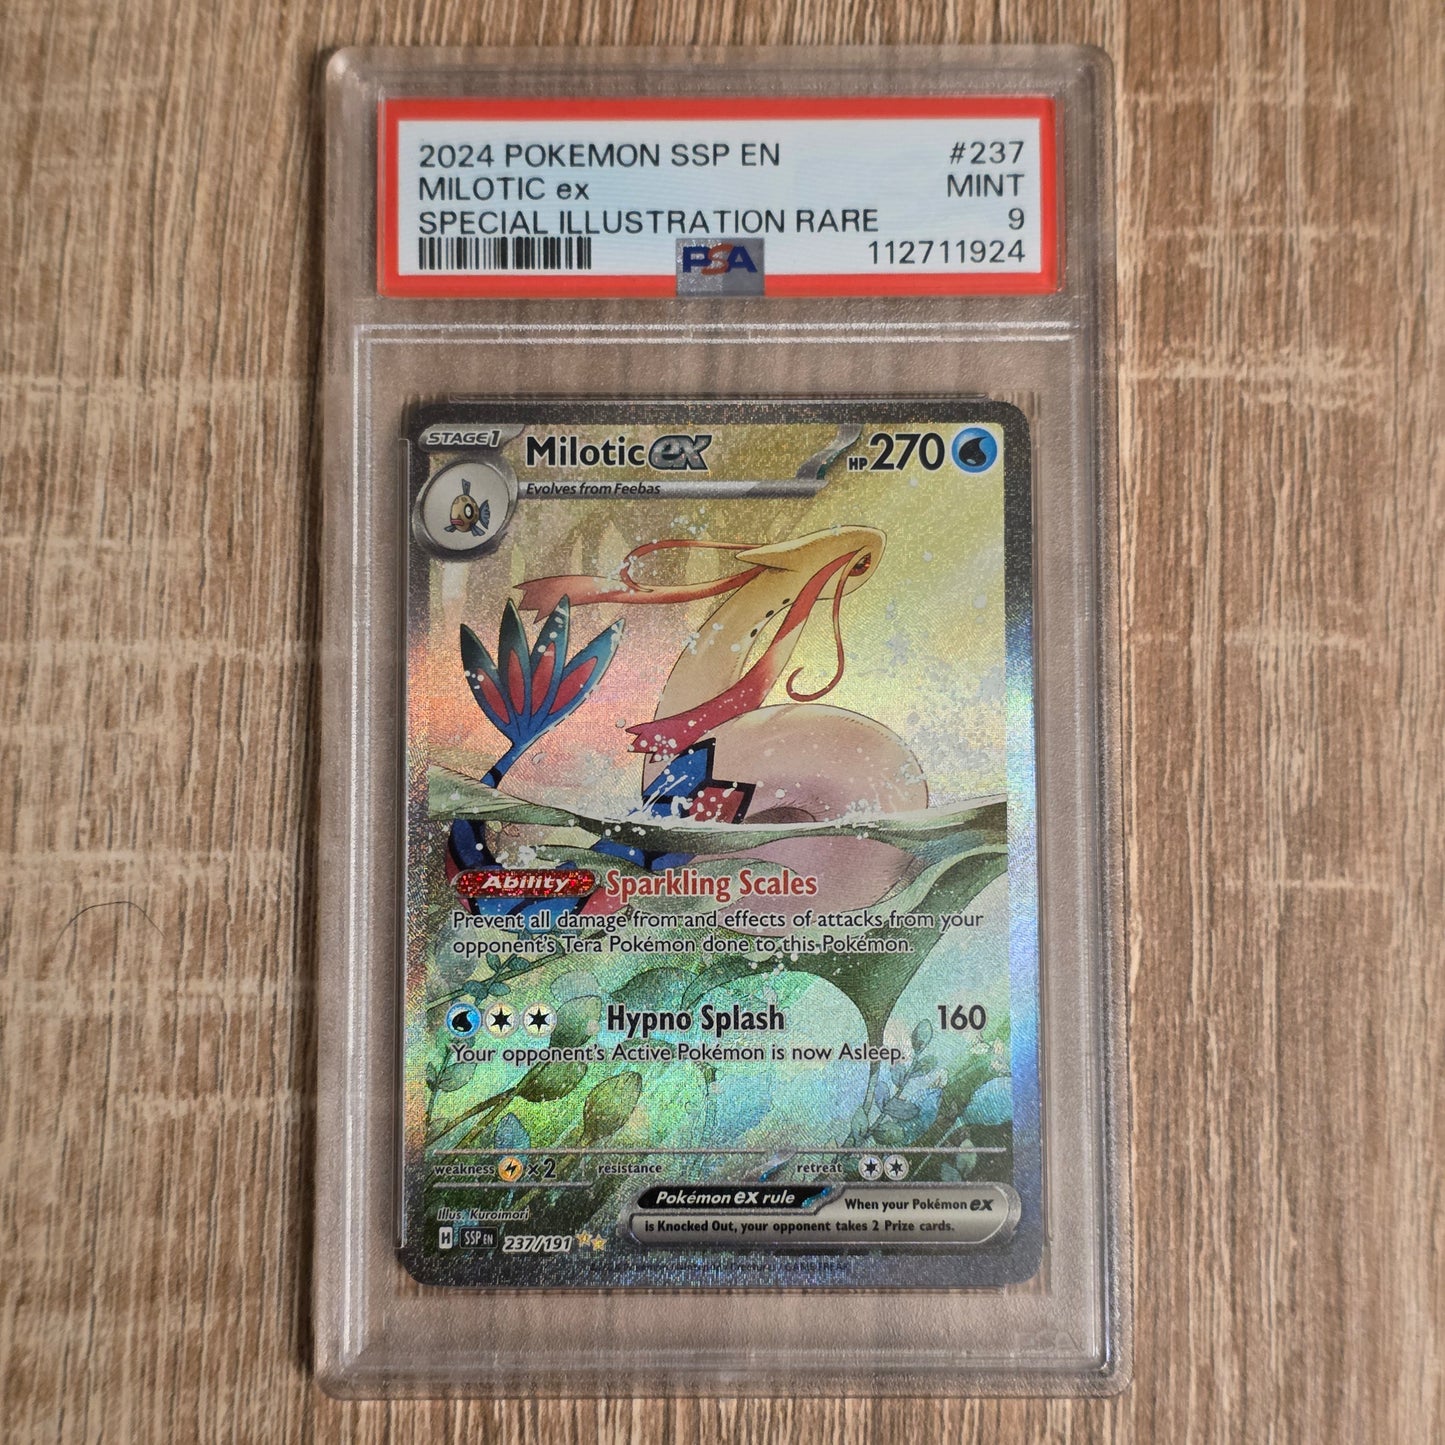 2024 POKEMON SSP EN #237
MILOTIC ex MINT
SPECIAL ILLUSTRATION RARE 9
PSA 112711924
STAGE 1 Milotic ex HP 270
Evolves from Feebas
Ability Sparkling Scales
Prevent all damage from and effects of attacks from your
opponent's Tera Pokémon done to this Pokémon.
Hypno Splash 160
Your opponent's Active Pokémon is now Asleep.
weakness ×2 resistance retreat
Pokémon ex rule When your Pokémon ex
is Knocked Out, your opponent takes 2 Prize cards.
Illus. Kuroimori
H SSP EN 237/191
PSA